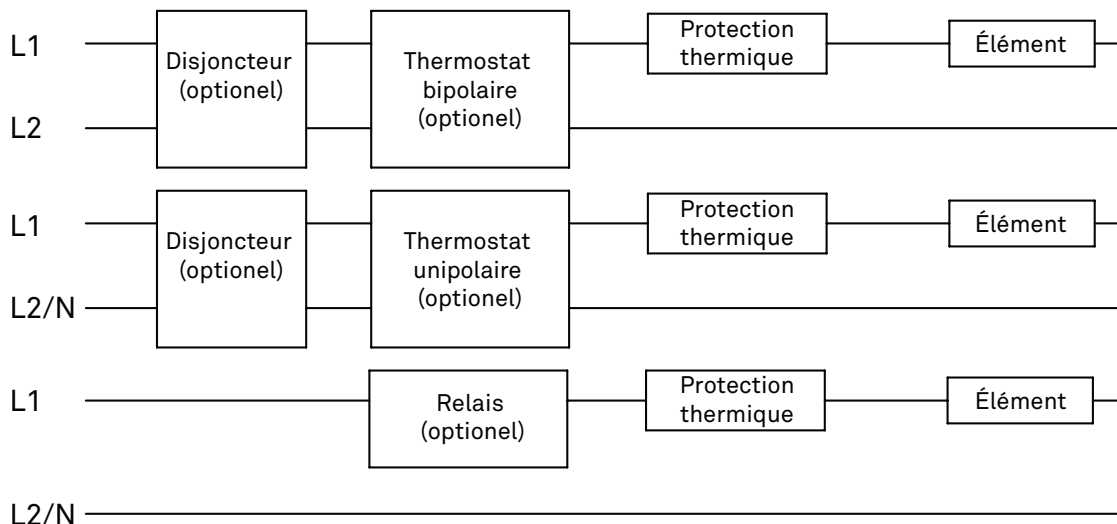 L1
Disjoncteur
(optionel)
Thermostat
bipolaire
(optionel)
Protection
thermique
Élément
L2
L1
Disjoncteur
(optionel)
Thermostat
unipolaire
(optionel)
Protection
thermique
Élément
L2/N
L1
Relais
(optionel)
Protection
thermique
Élément
L2/N